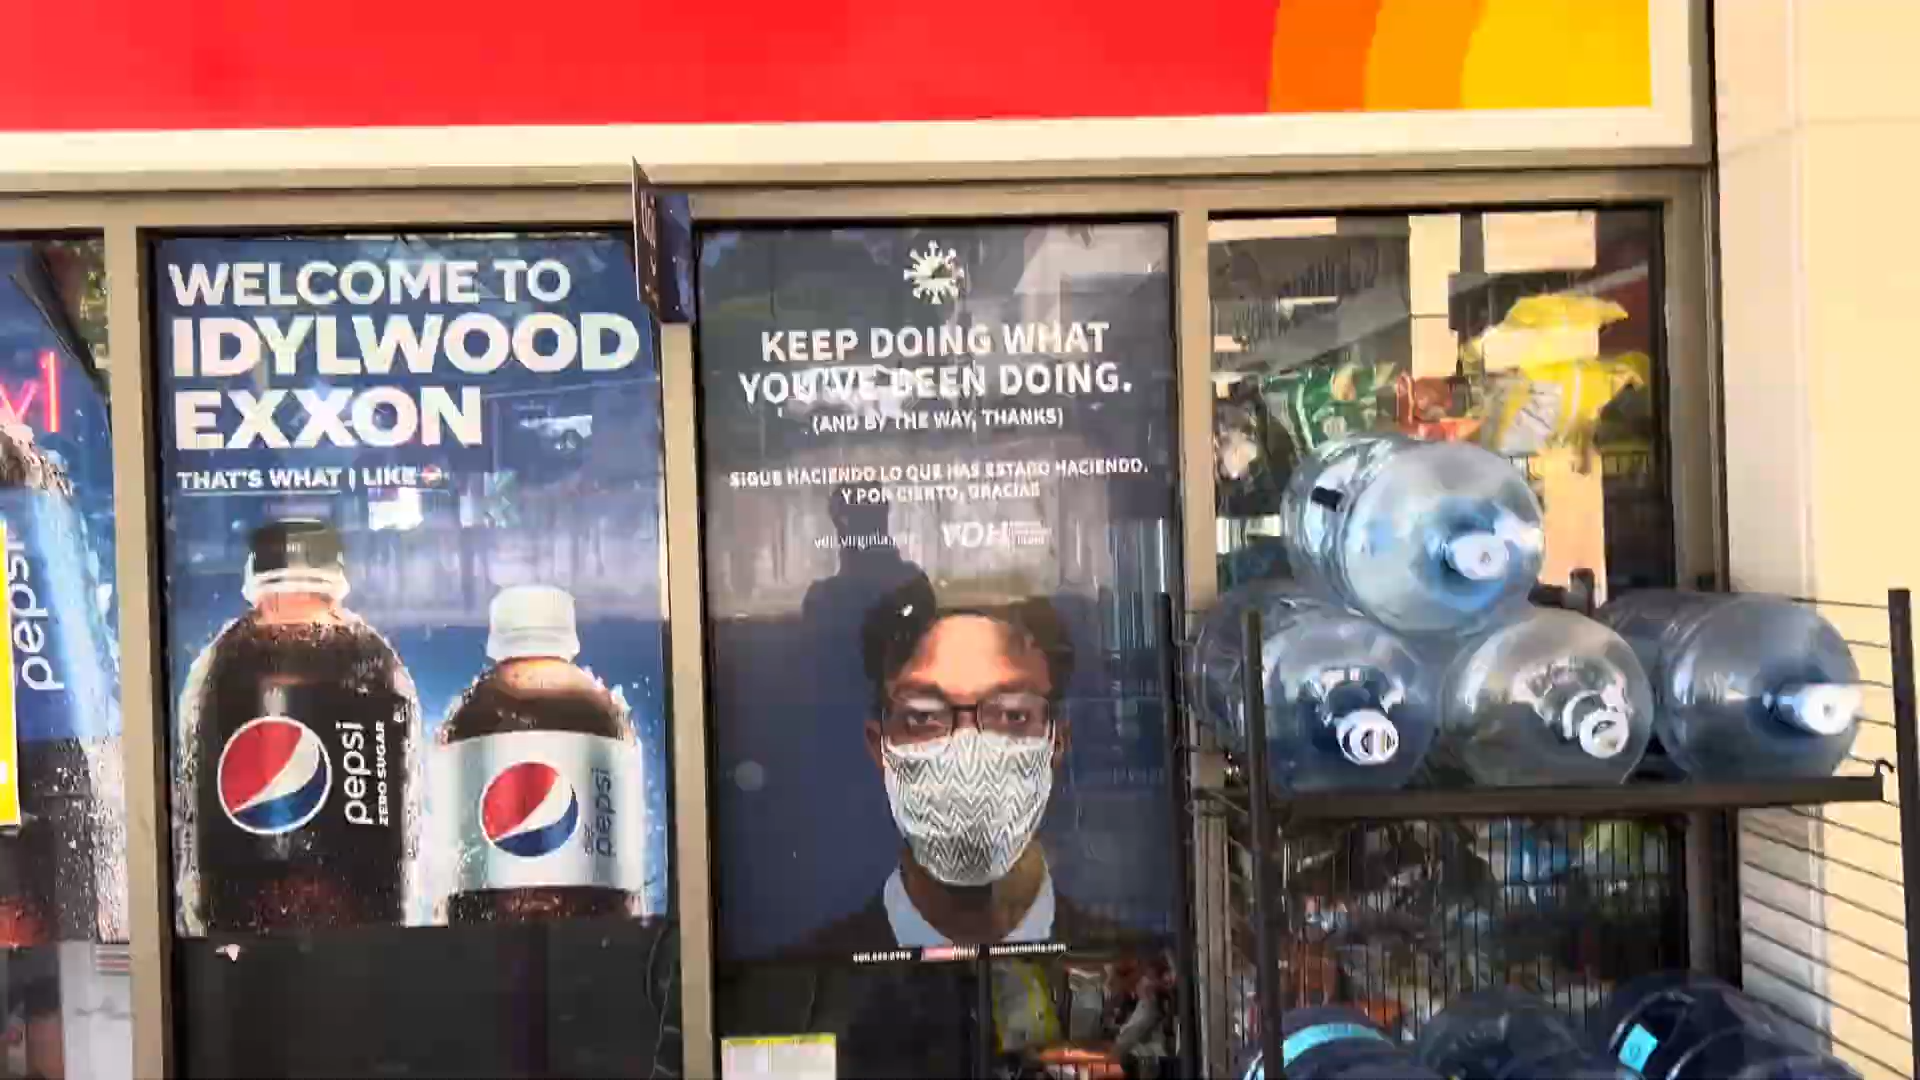 WELCOME TO
IDYLWOOD
EXXON
THAT'S WHAT I LIKE
pepsi
pepsi
ZERO SUGAR
diet
pepsi
KEEP DOING WHAT
YOU'VE BEEN DOING.
(AND BY THE WAY, THANKS)
SIGUE HACIENDO LO QUE HAS ESTADO HACIENDO.
Y POR CIERTO, GRACIAS
VDH